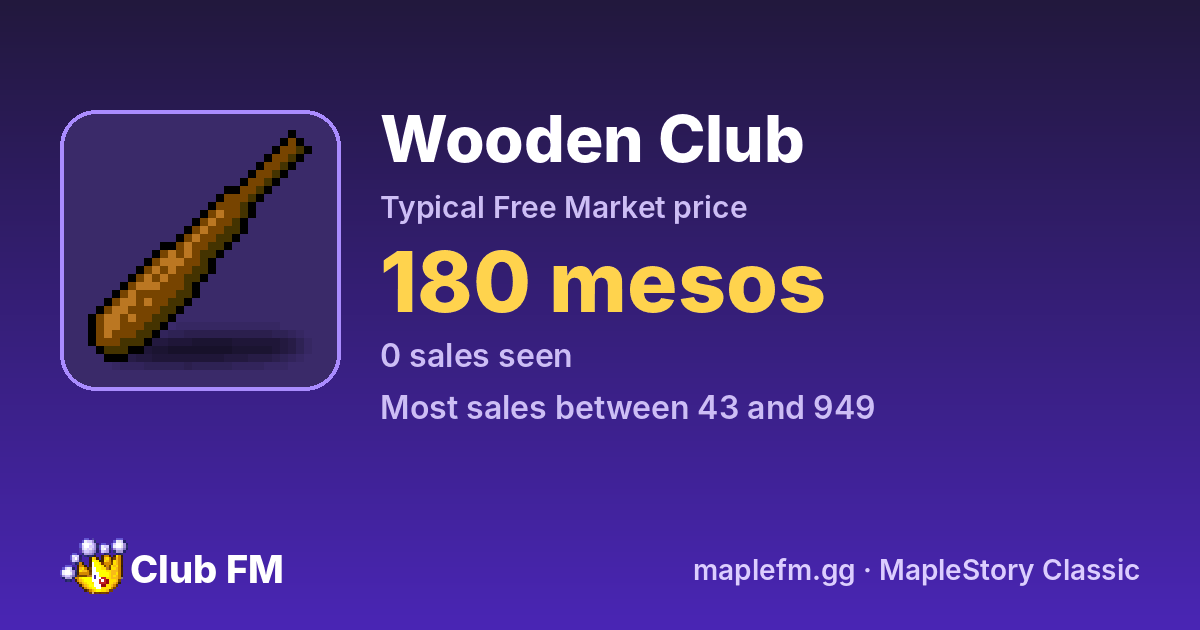 Wooden Club
Typical Free Market price
180 mesos
0 sales seen
Most sales between 43 and 949
Club FM
maplefm.gg · MapleStory Classic